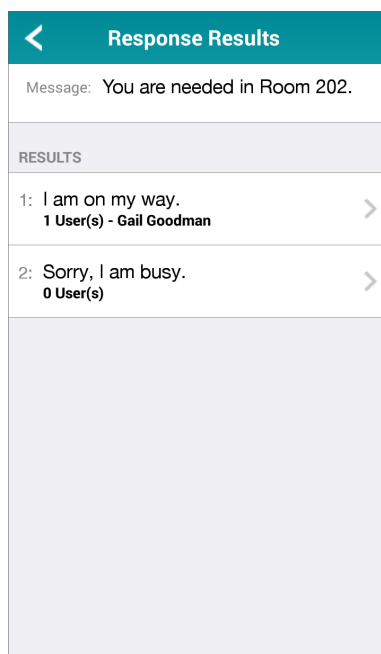 Response Results
Message: You are needed in Room 202.
RESULTS
1: I am on my way.
1 User(s) - Gail Goodman
2: Sorry, I am busy.
0 User(s)